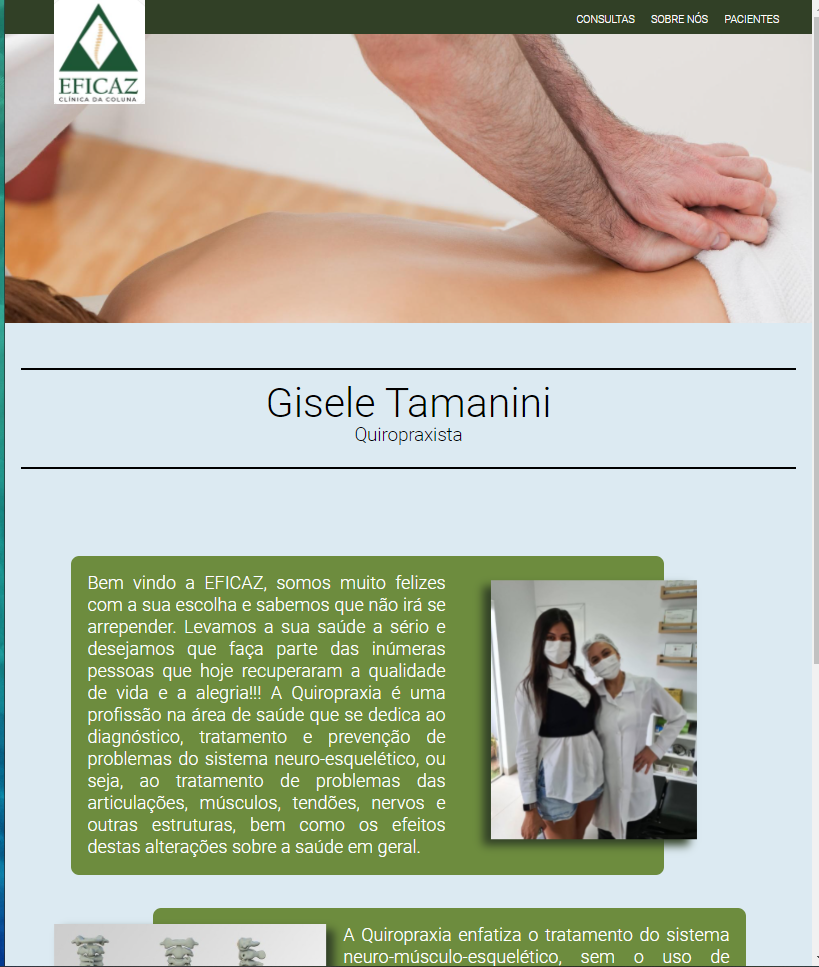 CONSULTAS SOBRE NÓS PACIENTES
EFICAZ
CLÍNICA DA COLUNA
Gisele Tamanini
Quiropraxista
Bem vindo a EFICAZ, somos muito felizes
com a sua escolha e sabemos que não irá se
arrepender. Levamos a sua saúde a sério e
desejamos que faça parte das inúmeras
pessoas que hoje recuperaram a qualidade
de vida e a alegria!!! A Quiropraxia é uma
profissão na área de saúde que se dedica ao
diagnóstico, tratamento e prevenção de
problemas do sistema neuro-esquelético, ou
seja, ao tratamento de problemas das
articulações, músculos, tendões, nervos e
outras estruturas, bem como os efeitos
destas alterações sobre a saúde em geral.
A Quiropraxia enfatiza o tratamento do sistema
neuro-músculo-esquelético, sem o uso de